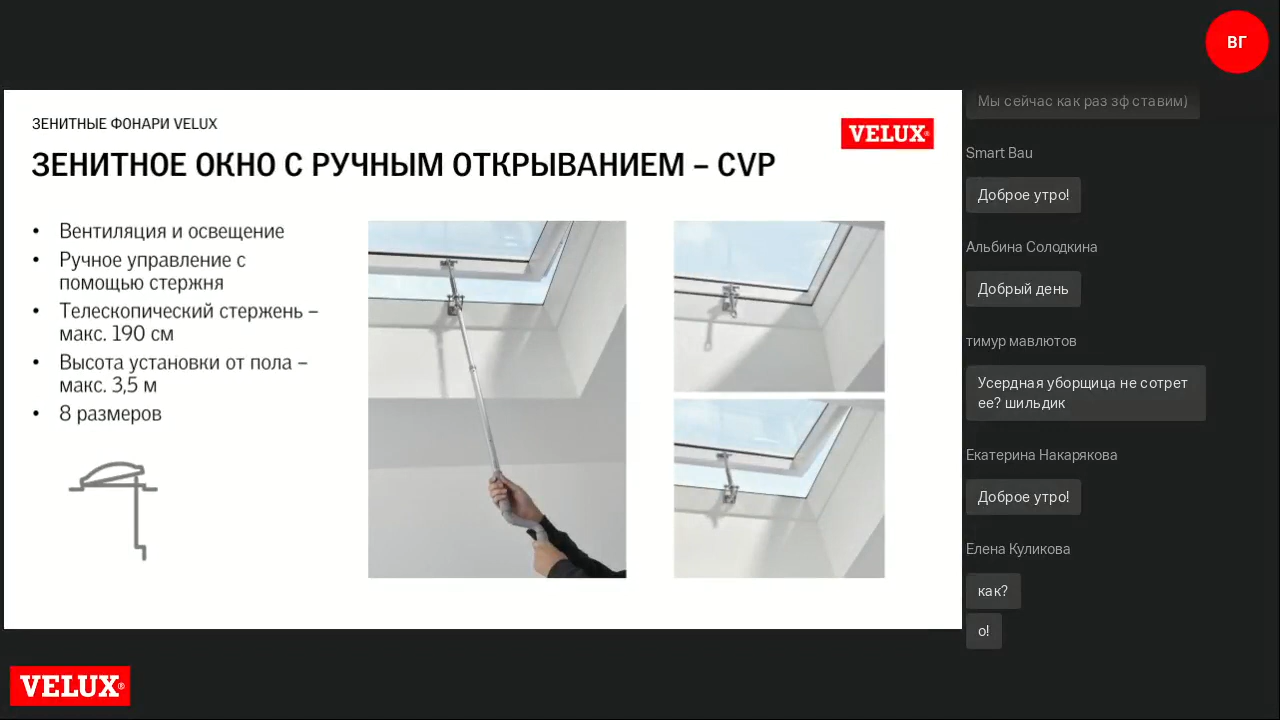 ВГ
ЗЕНИТНЫЕ ФОНАРИ VELUX
VELUX®
ЗЕНИТНОЕ ОКНО С РУЧНЫМ ОТКРЫВАНИЕМ – CVP
• Вентиляция и освещение
• Ручное управление с
помощью стержня
• Телескопический стержень –
макс. 190 см
• Высота установки от пола –
макс. 3,5 м
• 8 размеров
Мы сейчас как раз зф ставим)
Smart Bau
Доброе утро!
Альбина Солодкина
Добрый день
тимур мавлютов
Усердная уборщица не сотрет
ее? шильдик
Екатерина Накарякова
Доброе утро!
Елена Куликова
как?
о!
VELUX®